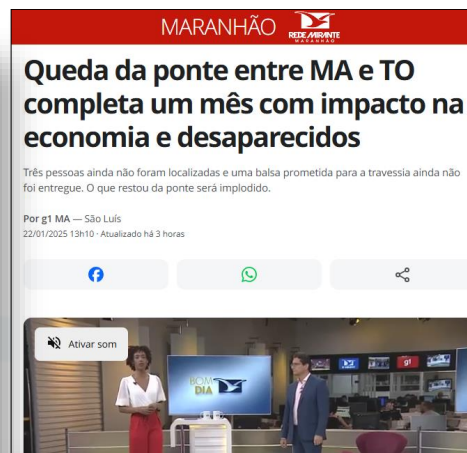 MARANHÃO REDE MIRANTE
MARANHÃO
Queda da ponte entre MA e TO
completa um mês com impacto na
economia e desaparecidos
Três pessoas ainda não foram localizadas e uma balsa prometida para a travessia ainda não
foi entregue. O que restou da ponte será implodido.
Por g1 MA — São Luís
22/01/2025 13h10 · Atualizado há 3 horas
Ativar som
BOM
DIA
g1